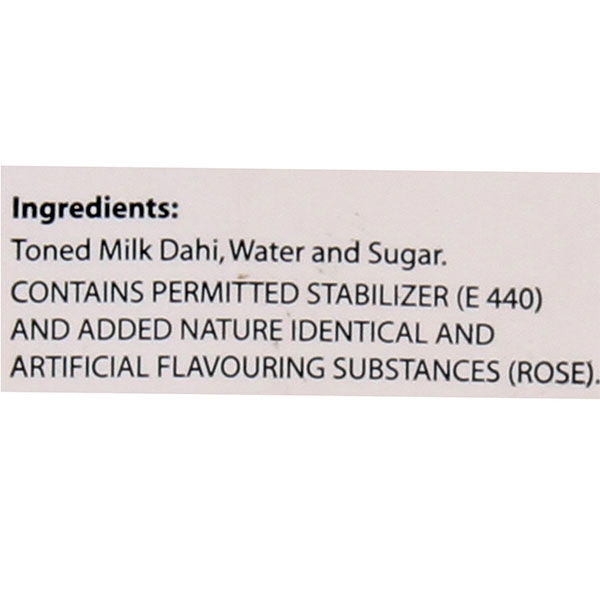 Ingredients:
Toned Milk Dahi, Water and Sugar.
CONTAINS PERMITTED STABILIZER (E 440)
AND ADDED NATURE IDENTICAL AND
ARTIFICIAL FLAVOURING SUBSTANCES (ROSE).